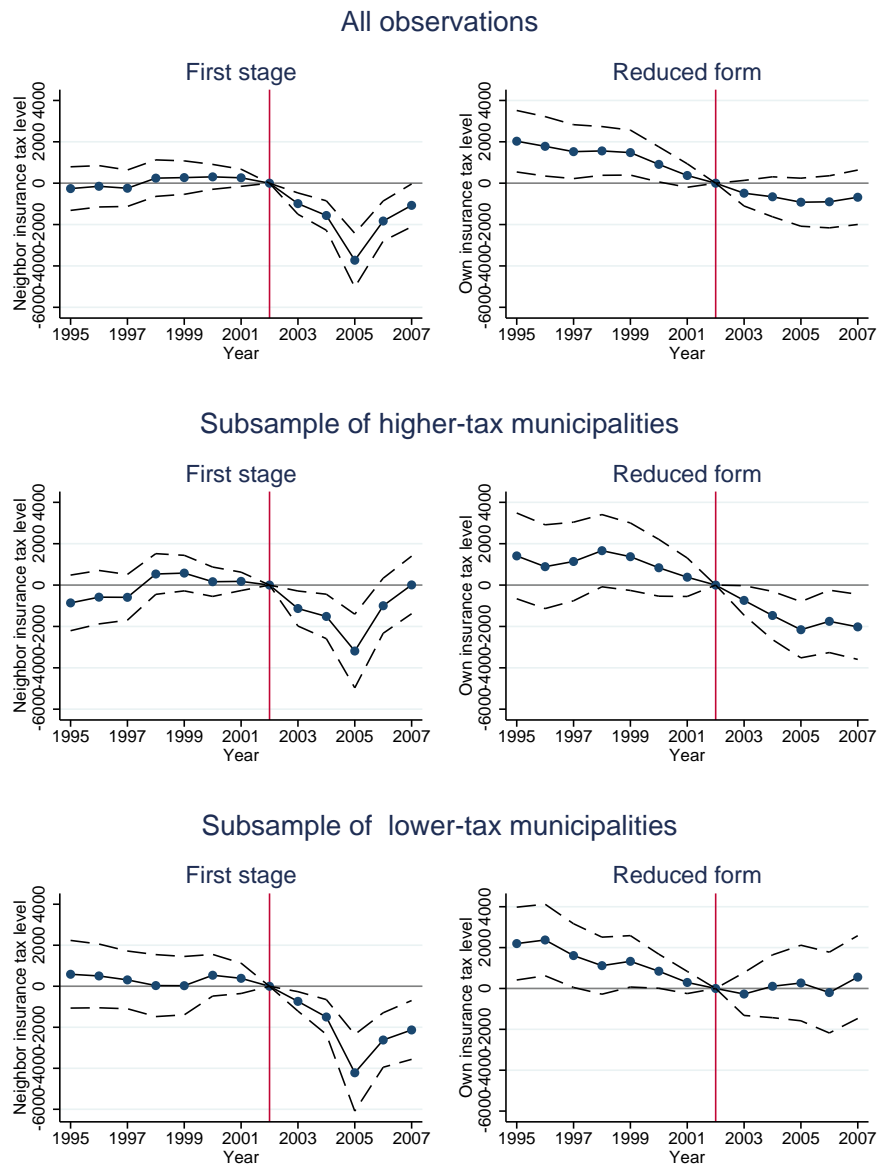 All observations
First stage
Neighbor insurance tax level
-6000 -4000 -2000 0 2000 4000
1995 1997 1999 2001 2003 2005 2007
Year
Reduced form
Own insurance tax level
-6000 -4000 -2000 0 2000 4000
1995 1997 1999 2001 2003 2005 2007
Year
Subsample of higher-tax municipalities
First stage
Neighbor insurance tax level
-6000 -4000 -2000 0 2000 4000
1995 1997 1999 2001 2003 2005 2007
Year
Reduced form
Own insurance tax level
-6000 -4000 -2000 0 2000 4000
1995 1997 1999 2001 2003 2005 2007
Year
Subsample of  lower-tax municipalities
First stage
Neighbor insurance tax level
-6000 -4000 -2000 0 2000 4000
1995 1997 1999 2001 2003 2005 2007
Year
Reduced form
Own insurance tax level
-6000 -4000 -2000 0 2000 4000
1995 1997 1999 2001 2003 2005 2007
Year